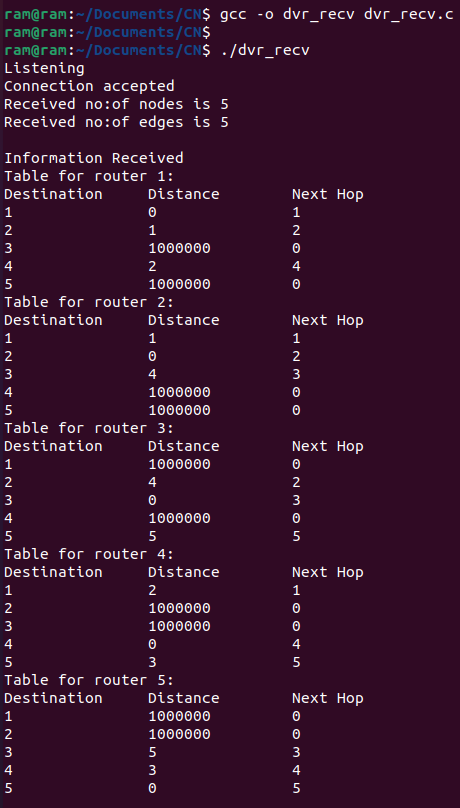 ram@ram:~/Documents/CN$ gcc -o dvr_recv dvr_recv.c
ram@ram:~/Documents/CN$
ram@ram:~/Documents/CN$ ./dvr_recv
Listening
Connection accepted
Received no:of nodes is 5
Received no:of edges is 5

Information Received
Table for router 1:
Destination     Distance        Next Hop
1               0               1
2               1               2
3               1000000         0
4               2               4
5               1000000         0
Table for router 2:
Destination     Distance        Next Hop
1               1               1
2               0               2
3               4               3
4               1000000         0
5               1000000         0
Table for router 3:
Destination     Distance        Next Hop
1               1000000         0
2               4               2
3               0               3
4               1000000         0
5               5               5
Table for router 4:
Destination     Distance        Next Hop
1               2               1
2               1000000         0
3               1000000         0
4               0               4
5               3               5
Table for router 5:
Destination     Distance        Next Hop
1               1000000         0
2               1000000         0
3               5               3
4               3               4
5               0               5